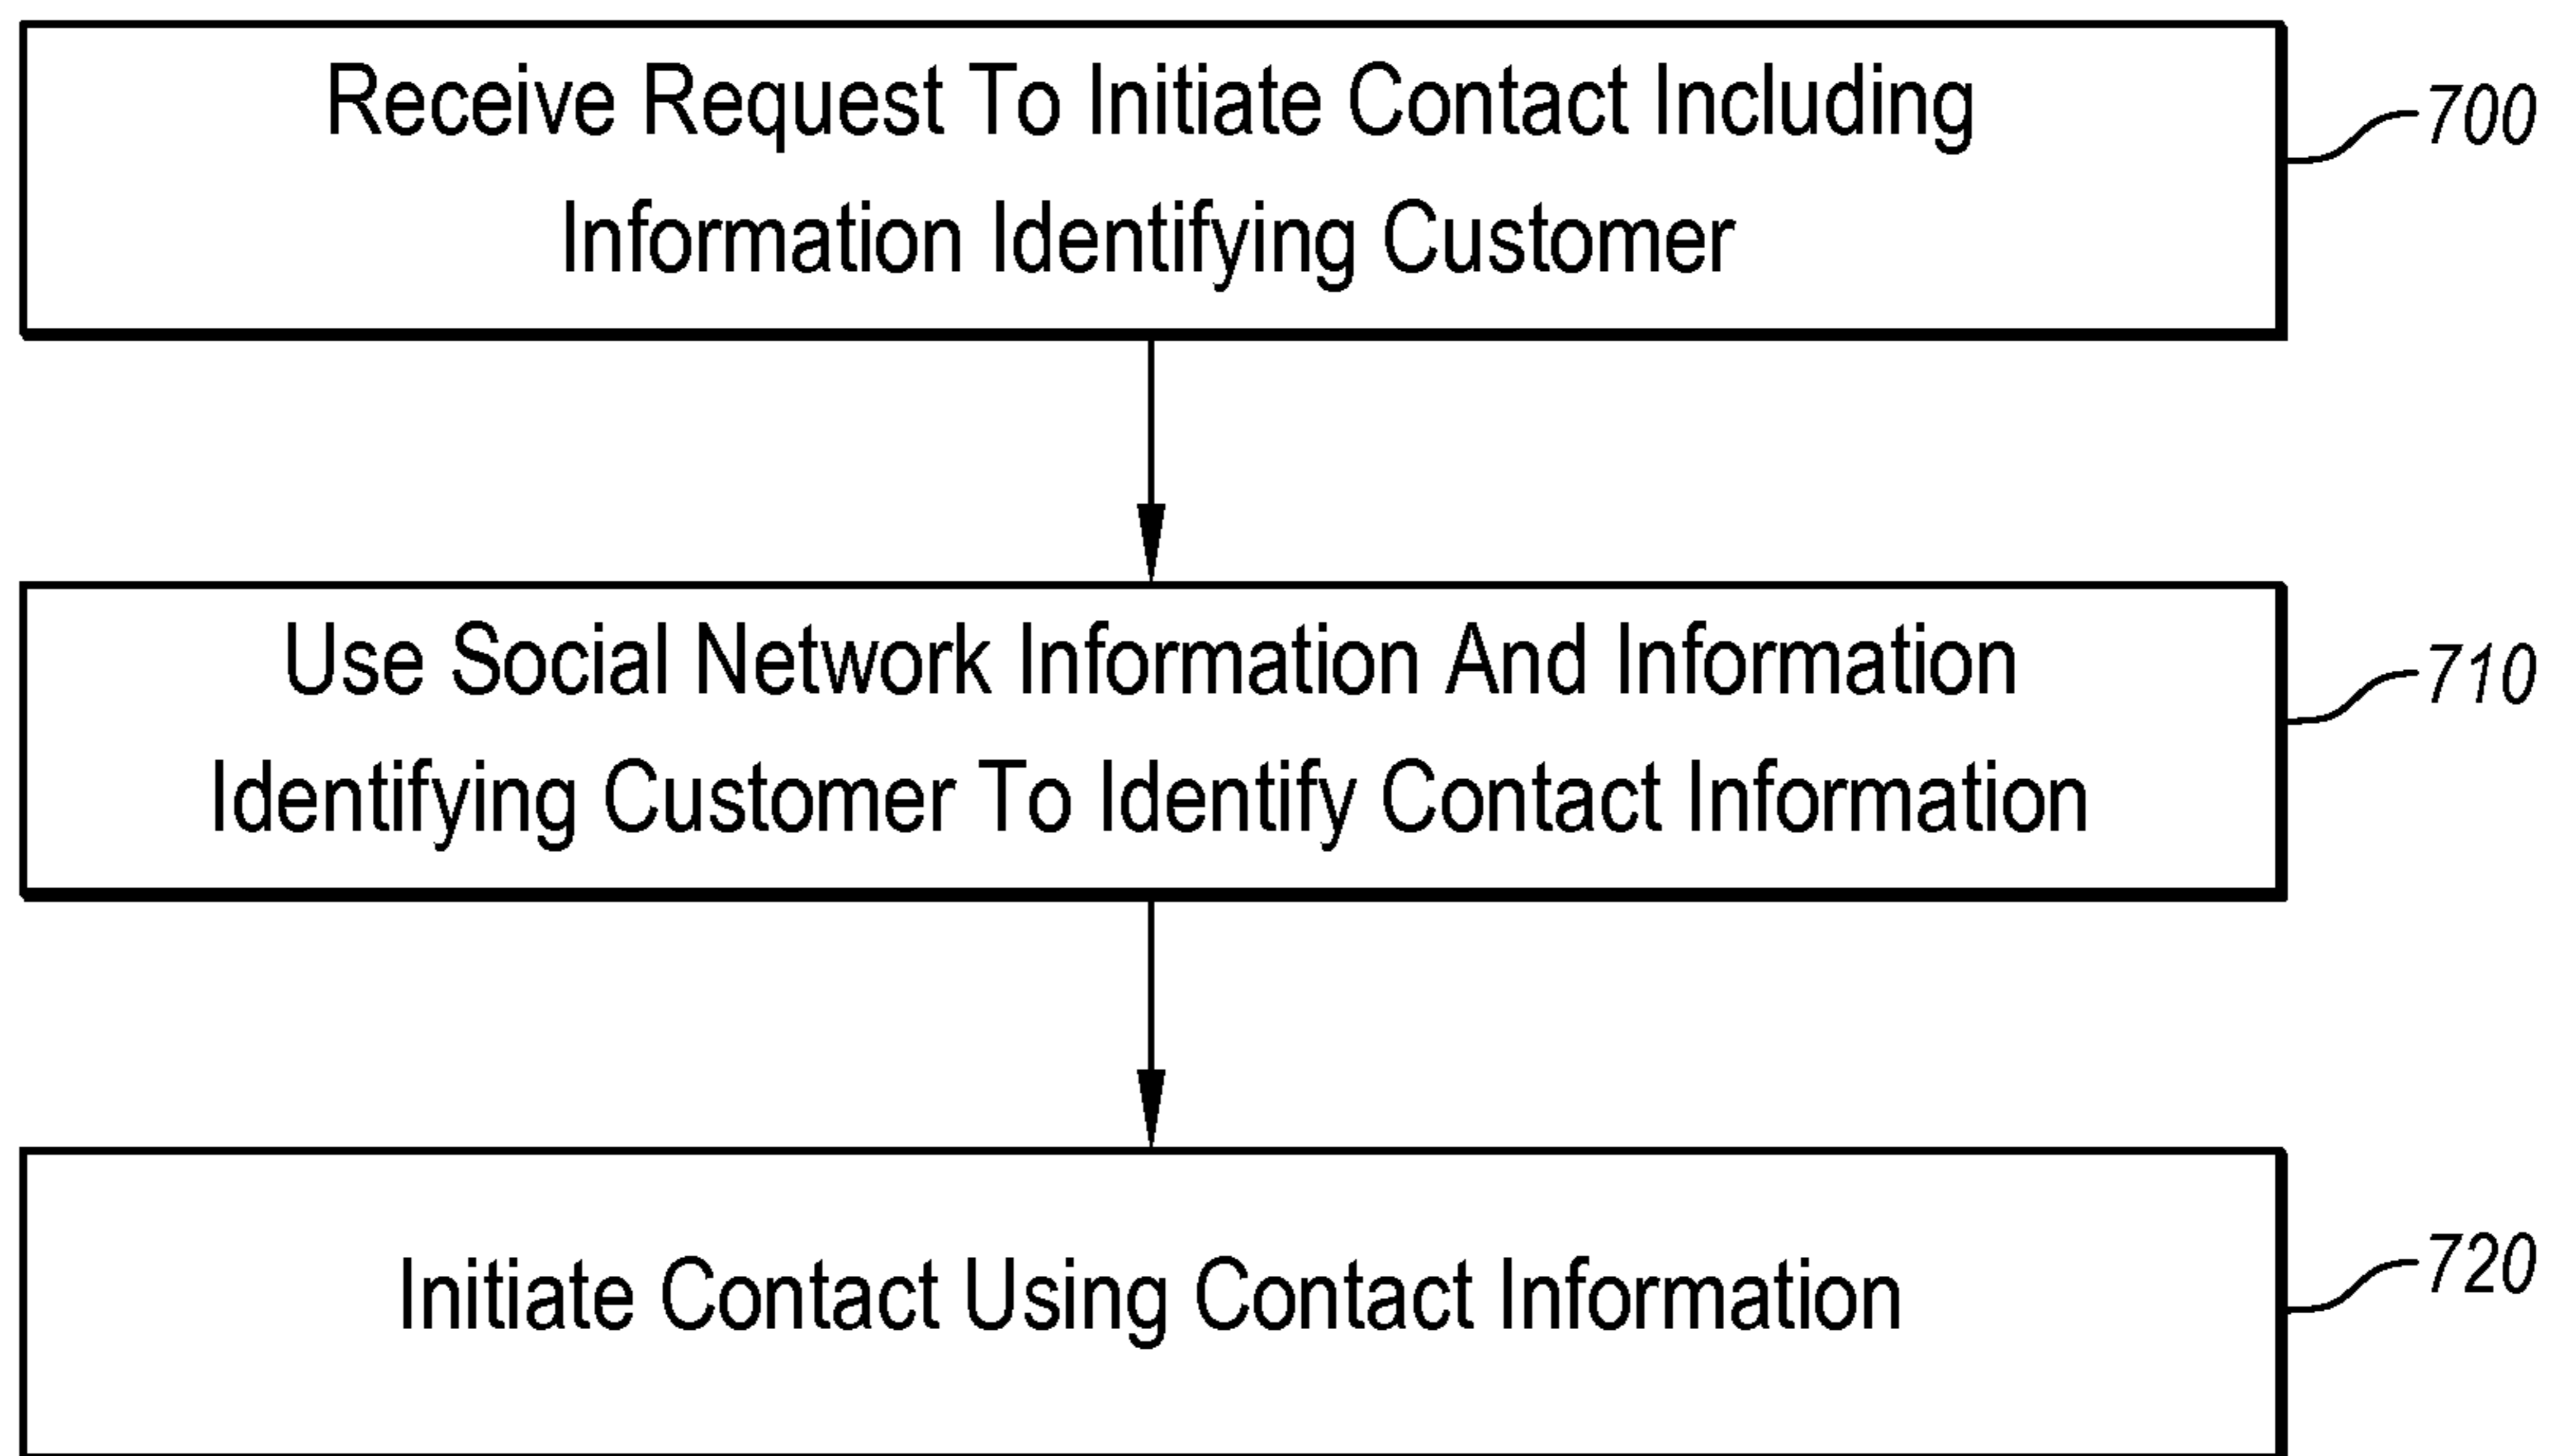 Receive Request To Initiate Contact Including
Information Identifying Customer
700
Use Social Network Information And Information
Identifying Customer To Identify Contact Information
710
Initiate Contact Using Contact Information
720